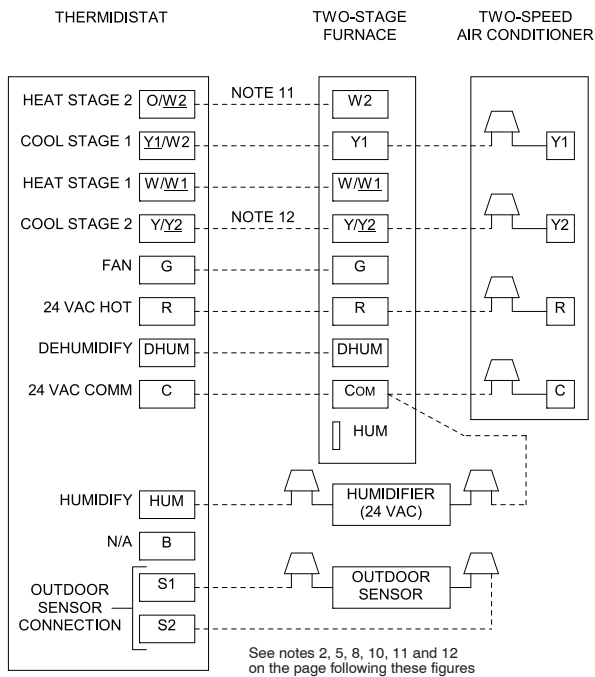 THERMIDISTAT
TWO-STAGE
FURNACE
TWO-SPEED
AIR CONDITIONER
HEAT STAGE 2 O/W2 NOTE 11 W2
COOL STAGE 1 Y1/W2 Y1 Y1
HEAT STAGE 1 W/W1 W/W1
COOL STAGE 2 Y/Y2 NOTE 12 Y/Y2 Y2
FAN G G
24 VAC HOT R R R
DEHUMIDIFY DHUM DHUM
24 VAC COMM C COM C
HUM
HUMIDIFY HUM HUMIDIFIER
(24 VAC)
N/A B
OUTDOOR
SENSOR
CONNECTION
S1
S2
OUTDOOR
SENSOR
See notes 2, 5, 8, 10, 11 and 12
on the page following these figures